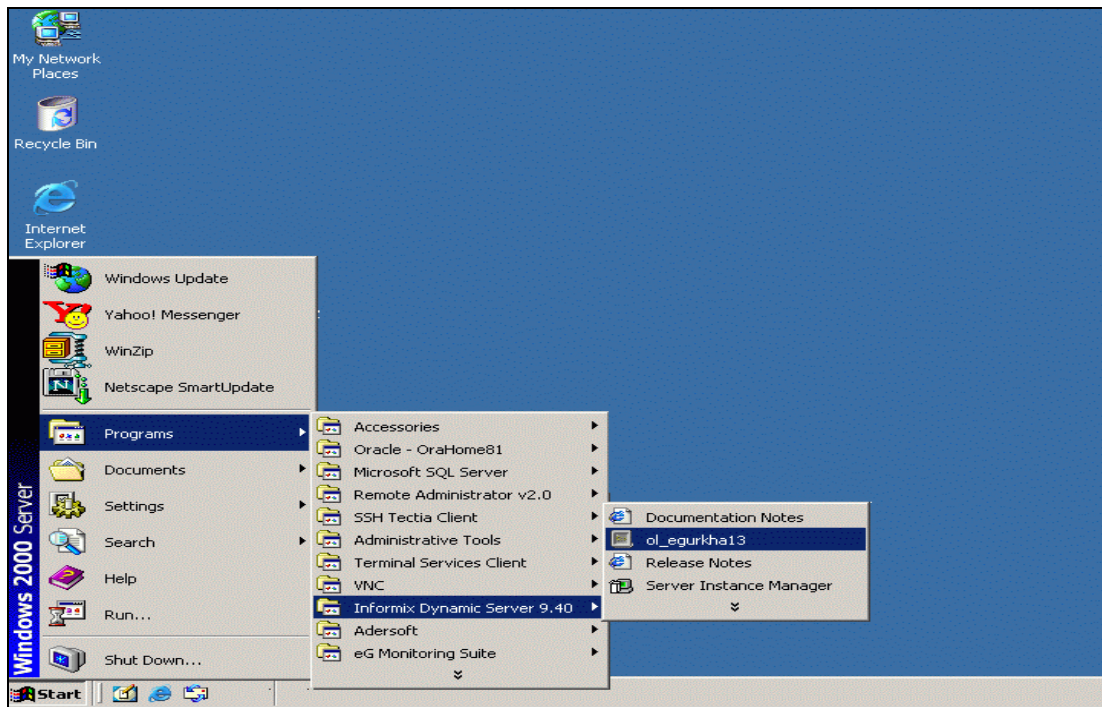 My Network
Places
Recycle Bin
Internet
Explorer
Windows Update
Yahoo! Messenger
WinZip
Netscape SmartUpdate
Programs
Documents
Settings
Search
Help
Run...
Shut Down...
Windows 2000 Server
Accessories
Oracle - OraHome81
Microsoft SQL Server
Remote Administrator v2.0
SSH Tectia Client
Administrative Tools
Terminal Services Client
VNC
Informix Dynamic Server 9.40
Adersoft
eG Monitoring Suite
Documentation Notes
ol_egurkha13
Release Notes
Server Instance Manager
Start